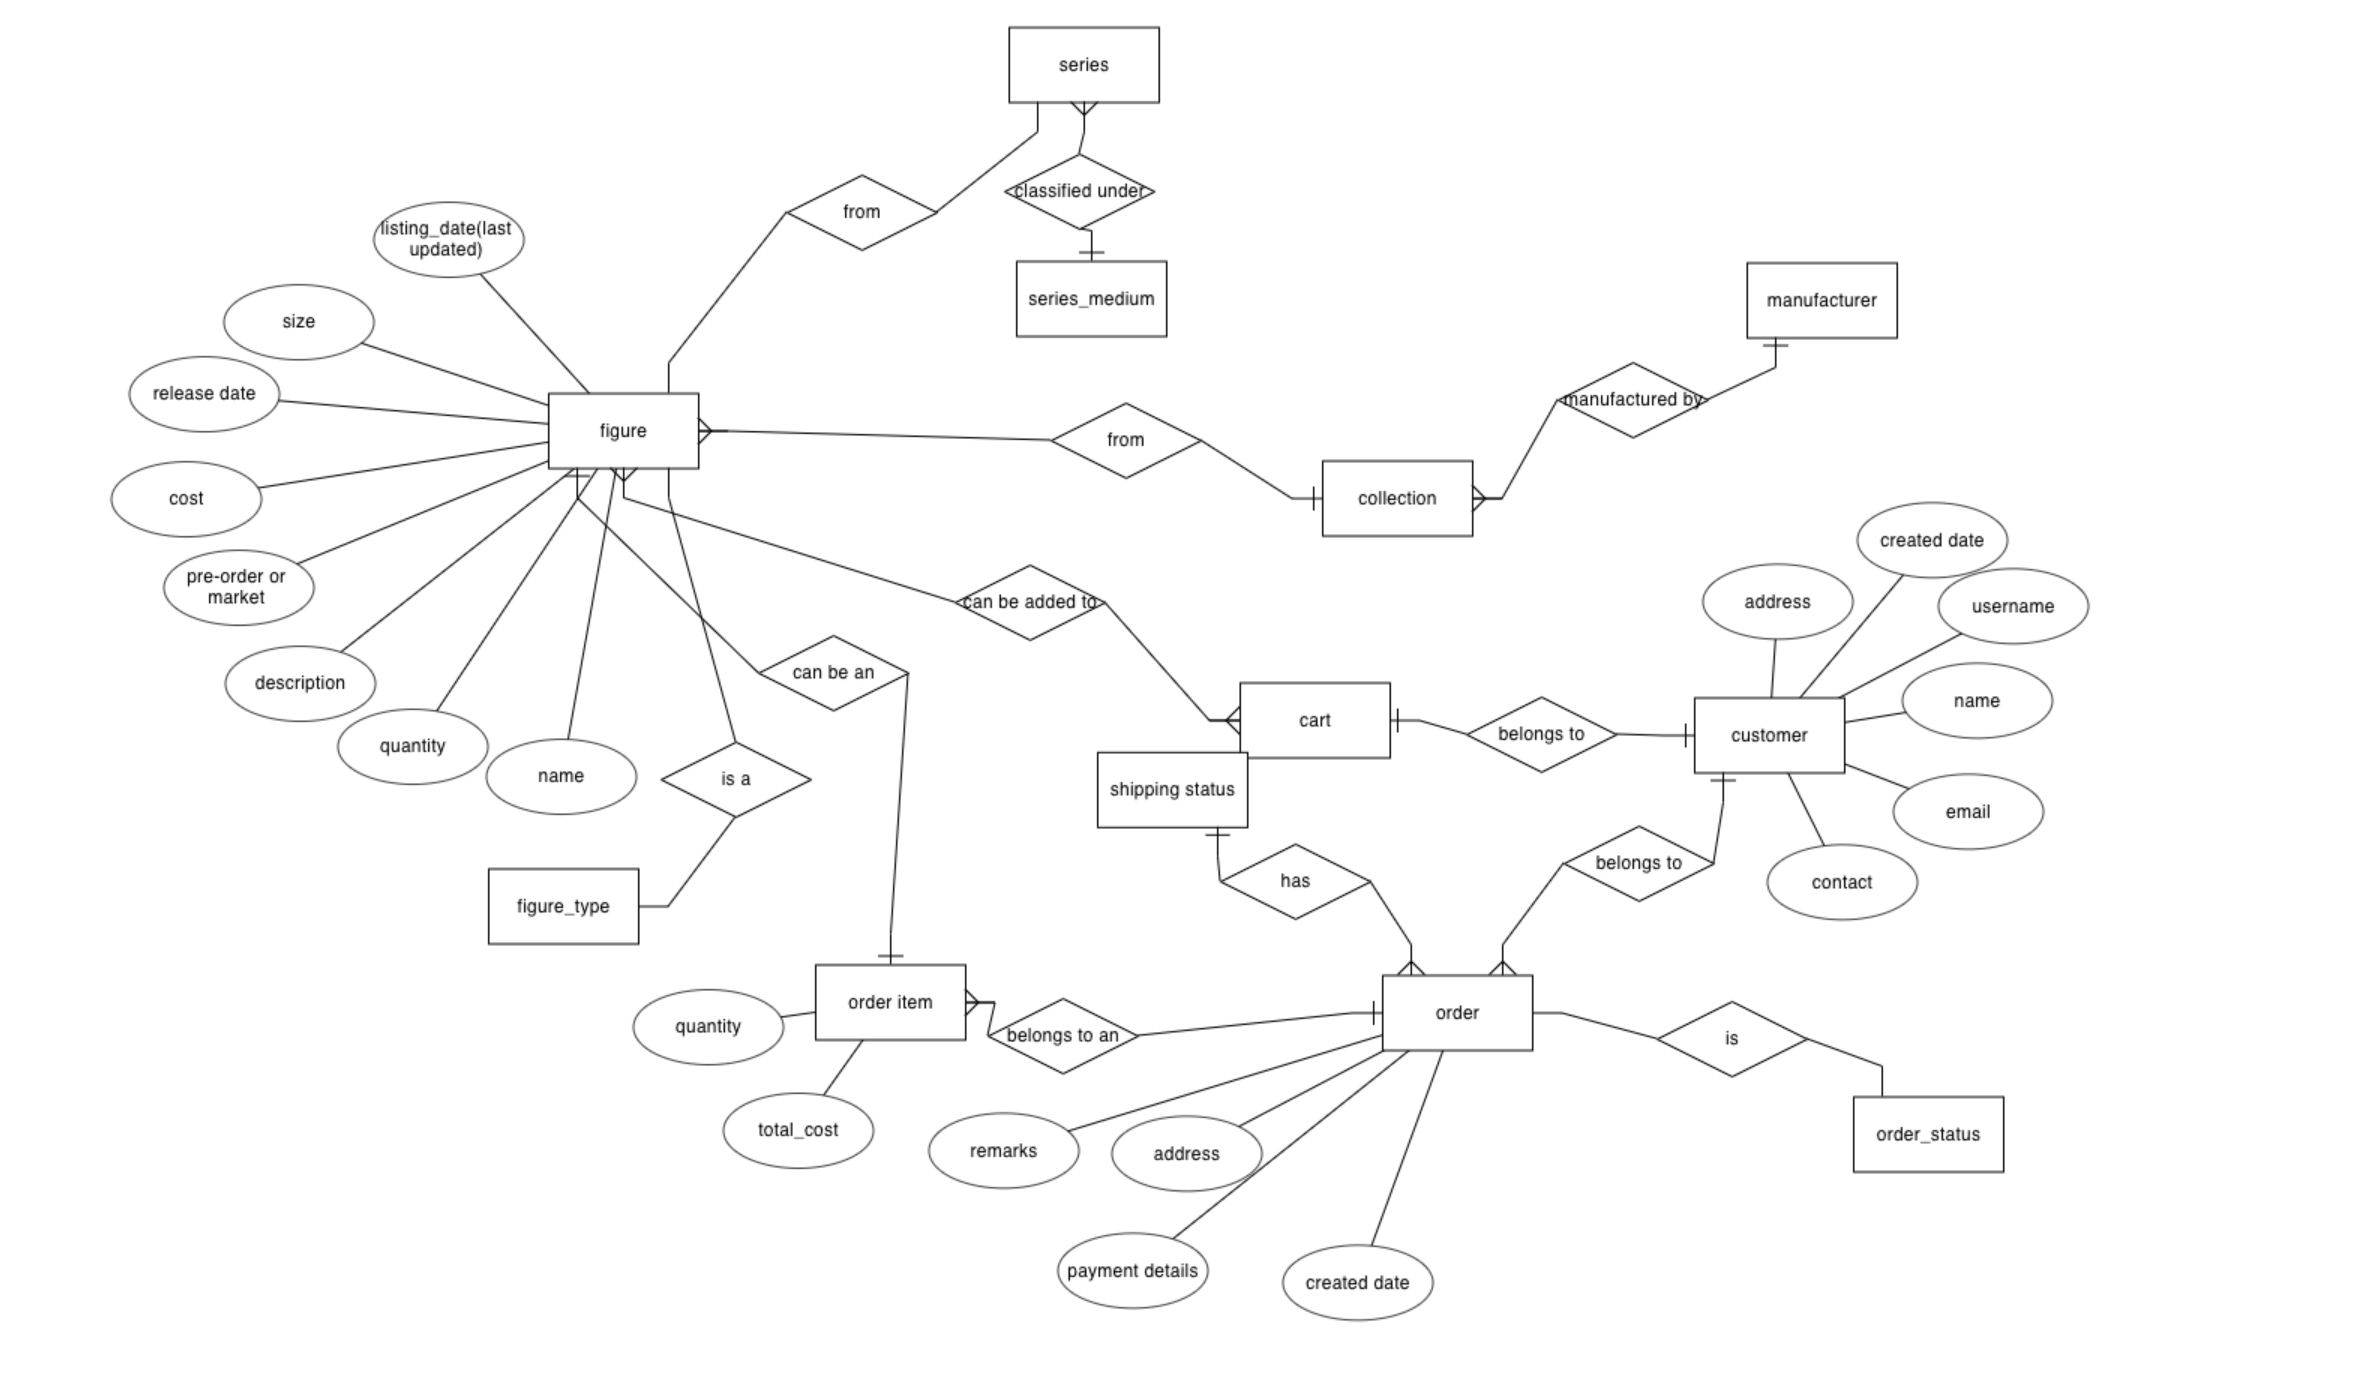 series
classified under
from
listing_date(last
updated)
series_medium
manufacturer
size
release date
manufactured by
figure
from
cost
collection
created date
pre-order or
market
can be added to
address
username
can be an
description
name
cart
belongs to
customer
quantity
name
is a
shipping status
email
belongs to
has
contact
figure_type
order item
order
quantity
belongs to an
is
total_cost
order_status
remarks
address
payment details
created date